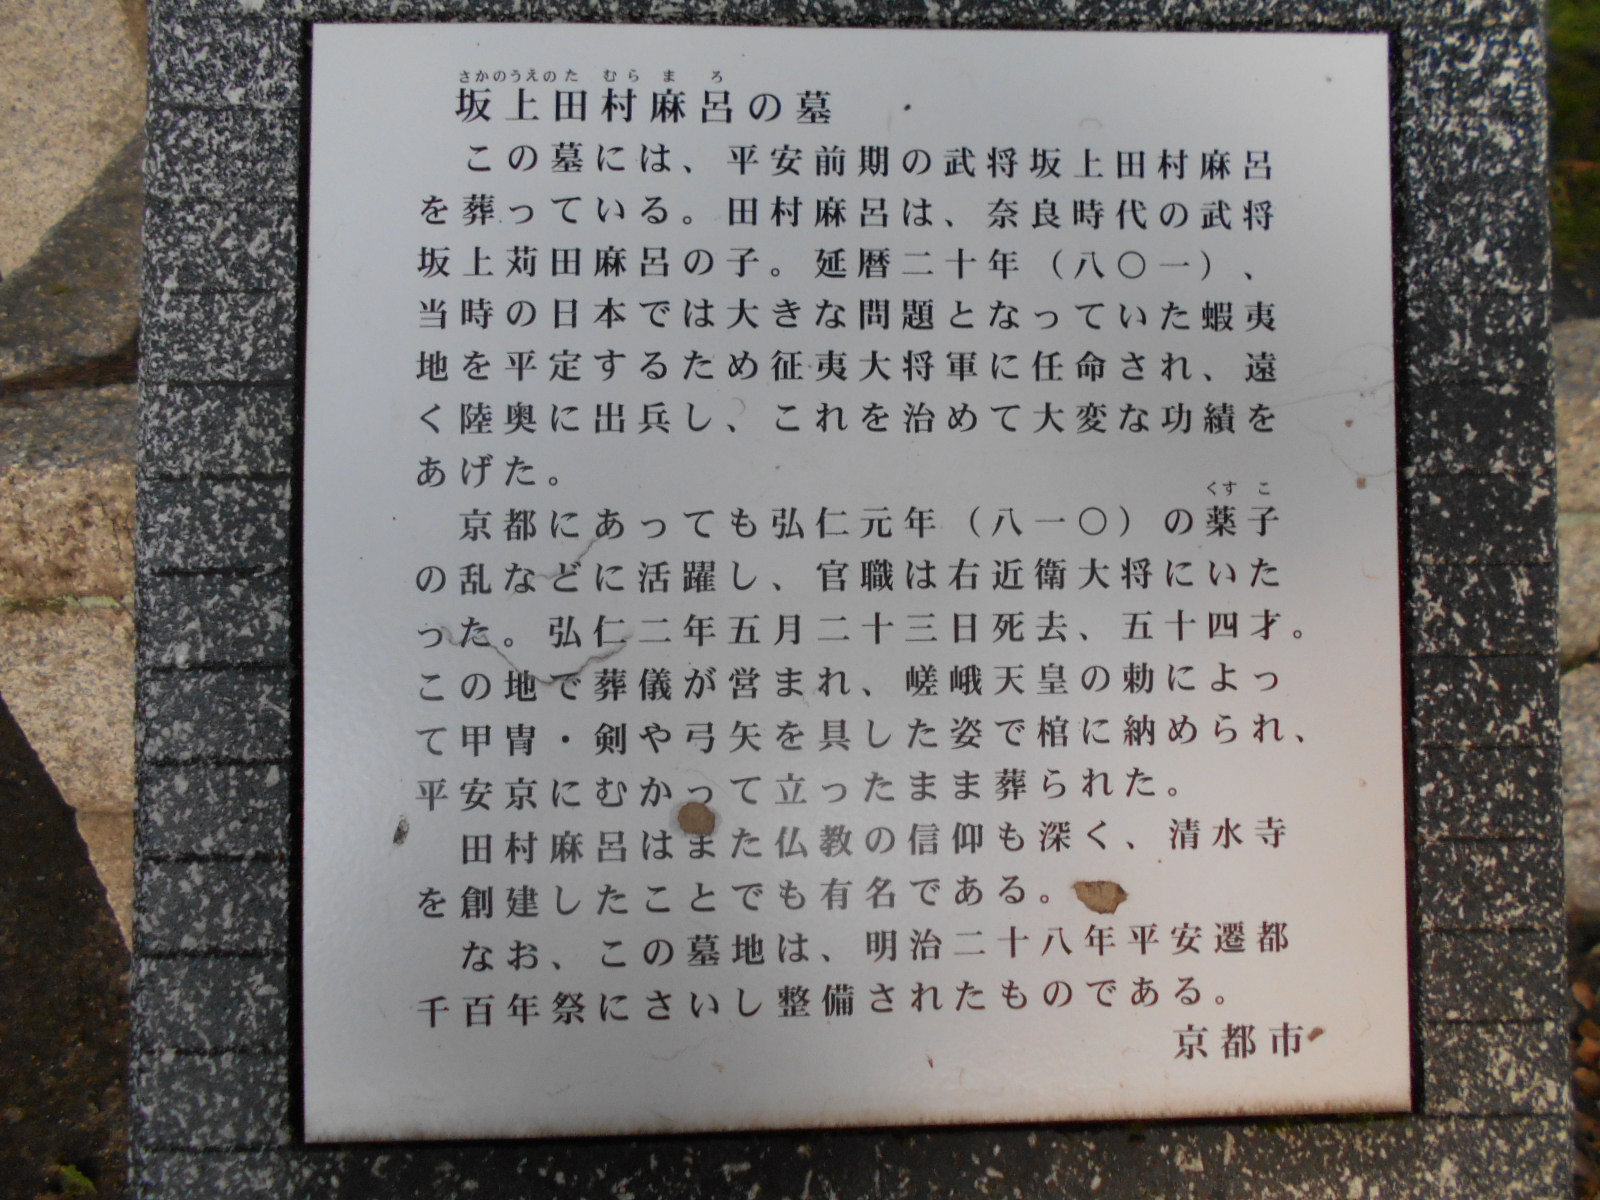 さかのうえのた むら ま ろ
坂上田村麻呂の墓
この墓には、平安前期の武将坂上田村麻呂
を葬っている。田村麻呂は、奈良時代の武将
坂上苅田麻呂の子。延暦二十年（八〇一）、
当時の日本では大きな問題となっていた蝦夷
地を平定するため征夷大将軍に任命され、遠
く陸奥に出兵し、これを治めて大変な功績を
あげた。
くす こ
京都にあっても弘仁元年（八一〇）の薬子
の乱などに活躍し、官職は右近衛大将にいた
った。弘仁二年五月二十三日死去、五十四才。
この地で葬儀が営まれ、嵯峨天皇の勅によっ
て甲冑・剣や弓矢を具した姿で棺に納められ、
平安京にむかって立ったまま葬られた。
田村麻呂はまた仏教の信仰も深く、清水寺
を創建したことでも有名である。
なお、この墓地は、明治二十八年平安遷都
千百年祭にさいし整備されたものである。
京都市